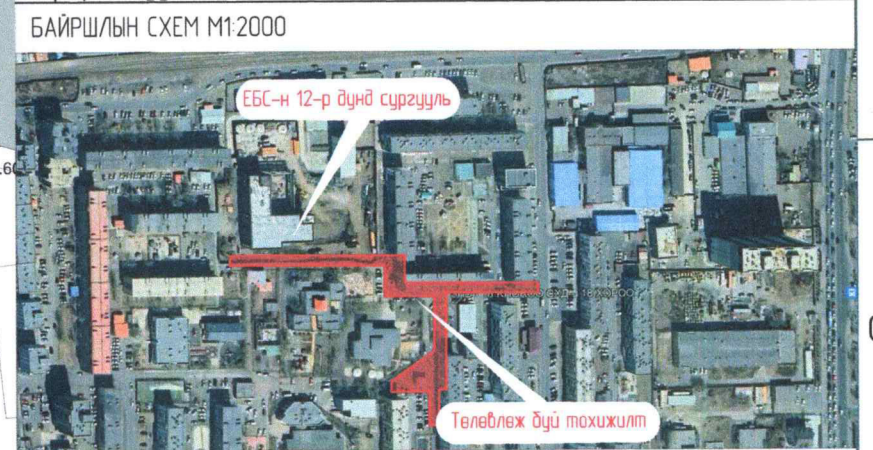 БАЙРШЛЫН СХЕМ М1:2000
ЕБС-н 12-р дунд сургууль
Төлөвлөж буй тохижилт